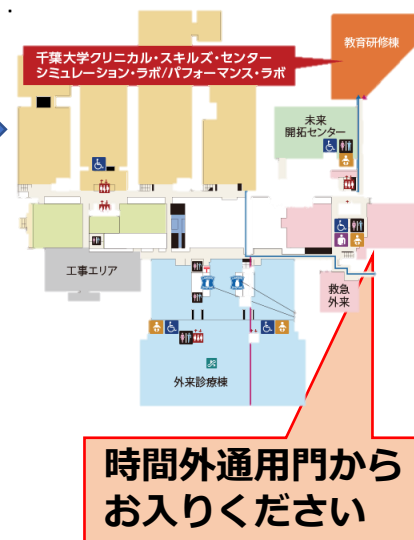 千葉大学クリニカル・スキルズ・センター
シミュレーション・ラボ/パフォーマンス・ラボ
教育研修棟
未来
開拓センター
工事エリア
救急
外来
外来診療棟
時間外通用門から
お入りください